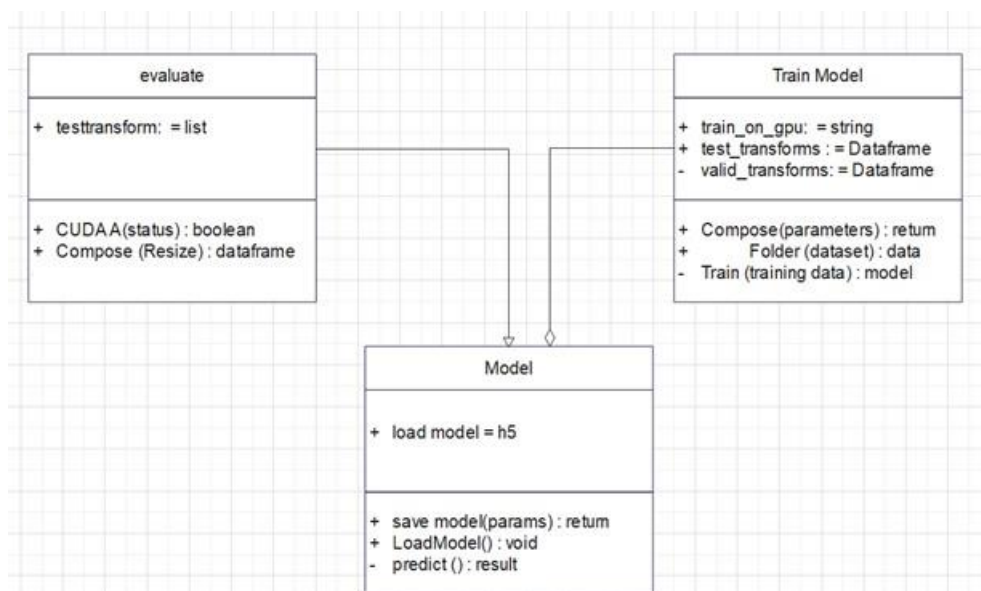 evaluate
+ testtransform: = list
+ CUDAA(status) : boolean
+ Compose (Resize) : dataframe
Train Model
+ train_on_gpu: = string
+ test_transforms : = Dataframe
- valid_transforms: = Dataframe
+ Compose(parameters) : return
+ Folder (dataset) : data
- Train (training data) : model
Model
+ load model = h5
+ save model(params) : return
+ LoadModel() : void
- predict () : result